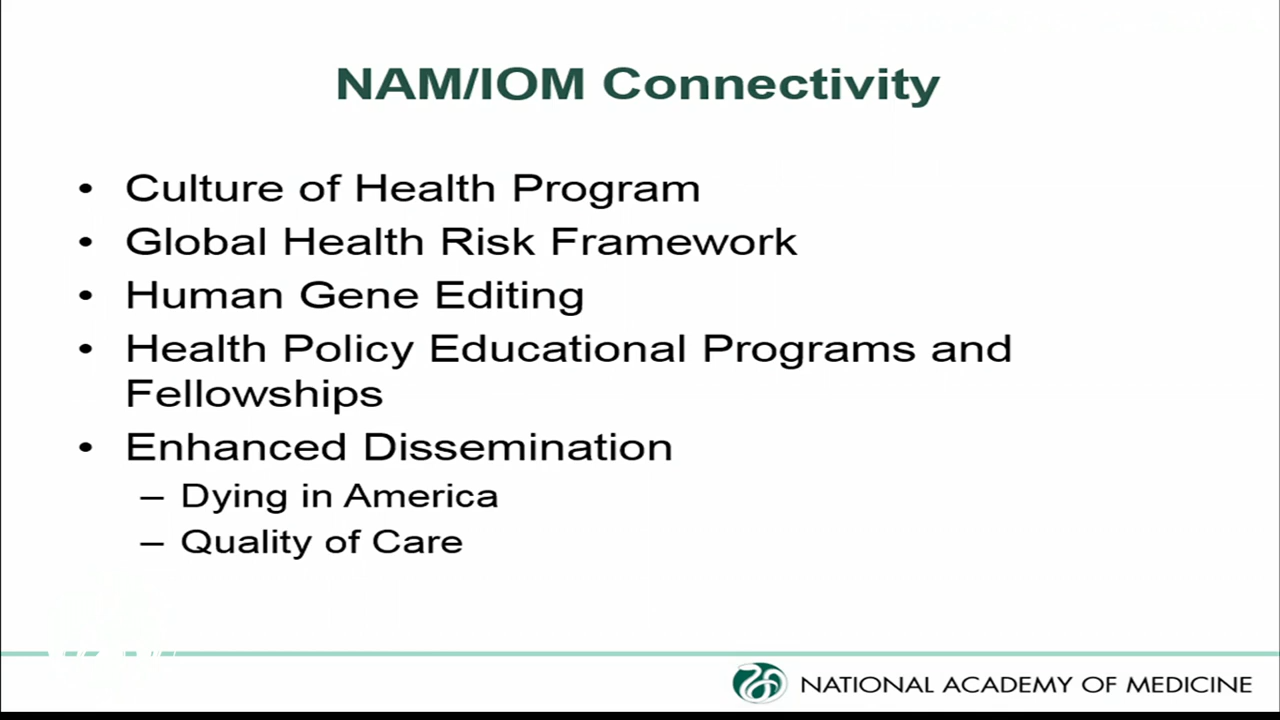 NAM/IOM Connectivity
• Culture of Health Program
• Global Health Risk Framework
• Human Gene Editing
• Health Policy Educational Programs and
Fellowships
• Enhanced Dissemination
– Dying in America
– Quality of Care
NATIONAL ACADEMY OF MEDICINE